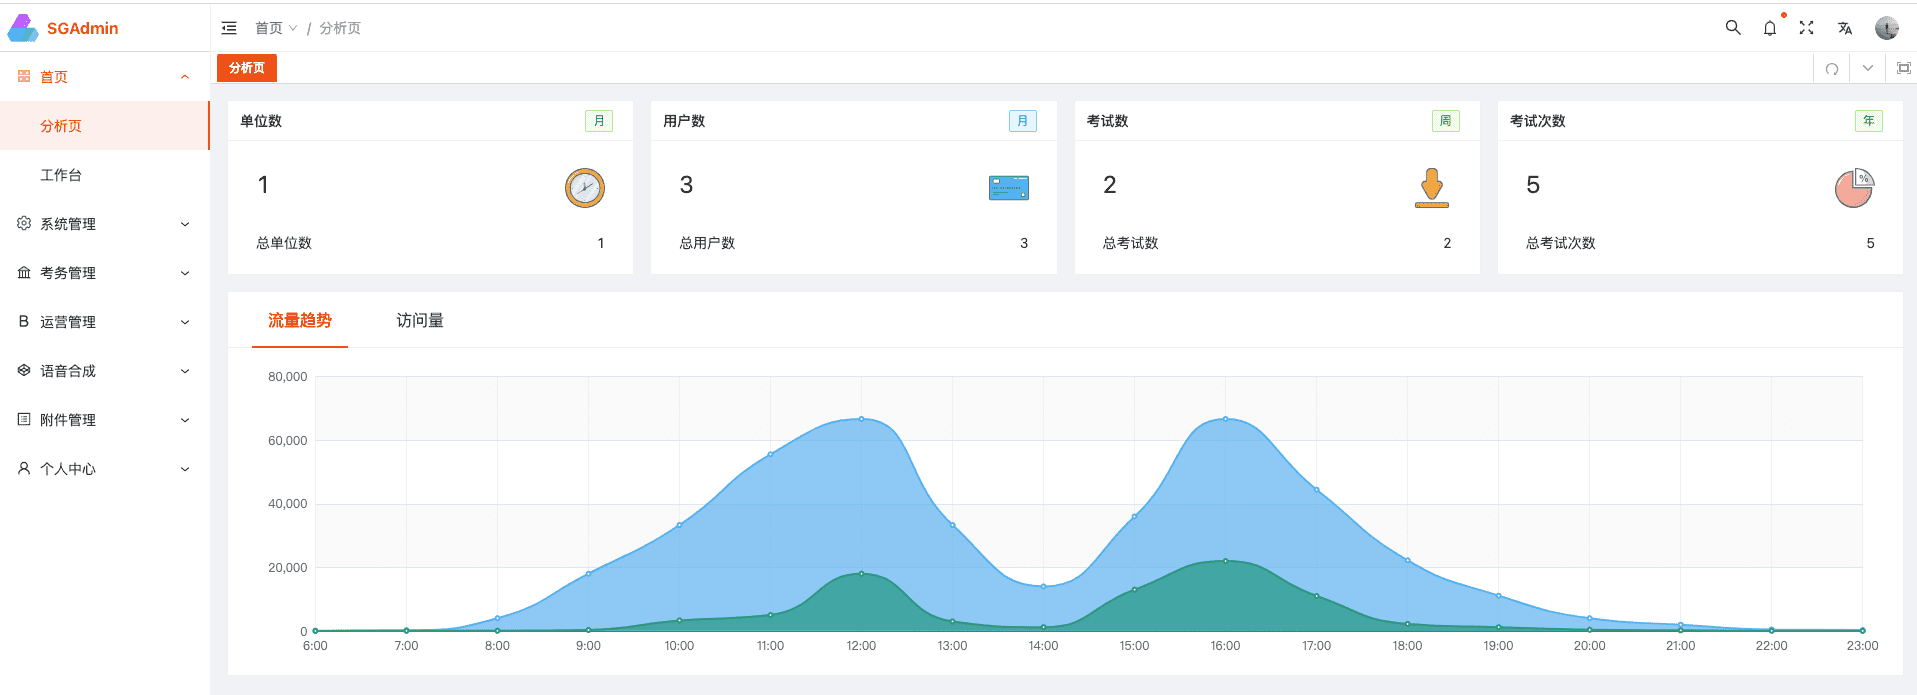 SGAdmin
首页 / 分析页
首页
分析页
工作台
系统管理
考务管理
B 运营管理
语音合成
附件管理
个人中心
分析页
单位数 月
1
总单位数 1
用户数 月
3
总用户数 3
考试数 周
2
总考试数 2
考试次数 年
5
%
总考试次数 5
流量趋势 访问量
80,000
60,000
40,000
20,000
0
6:00 7:00 8:00 9:00 10:00 11:00 12:00 13:00 14:00 15:00 16:00 17:00 18:00 19:00 20:00 21:00 22:00 23:00